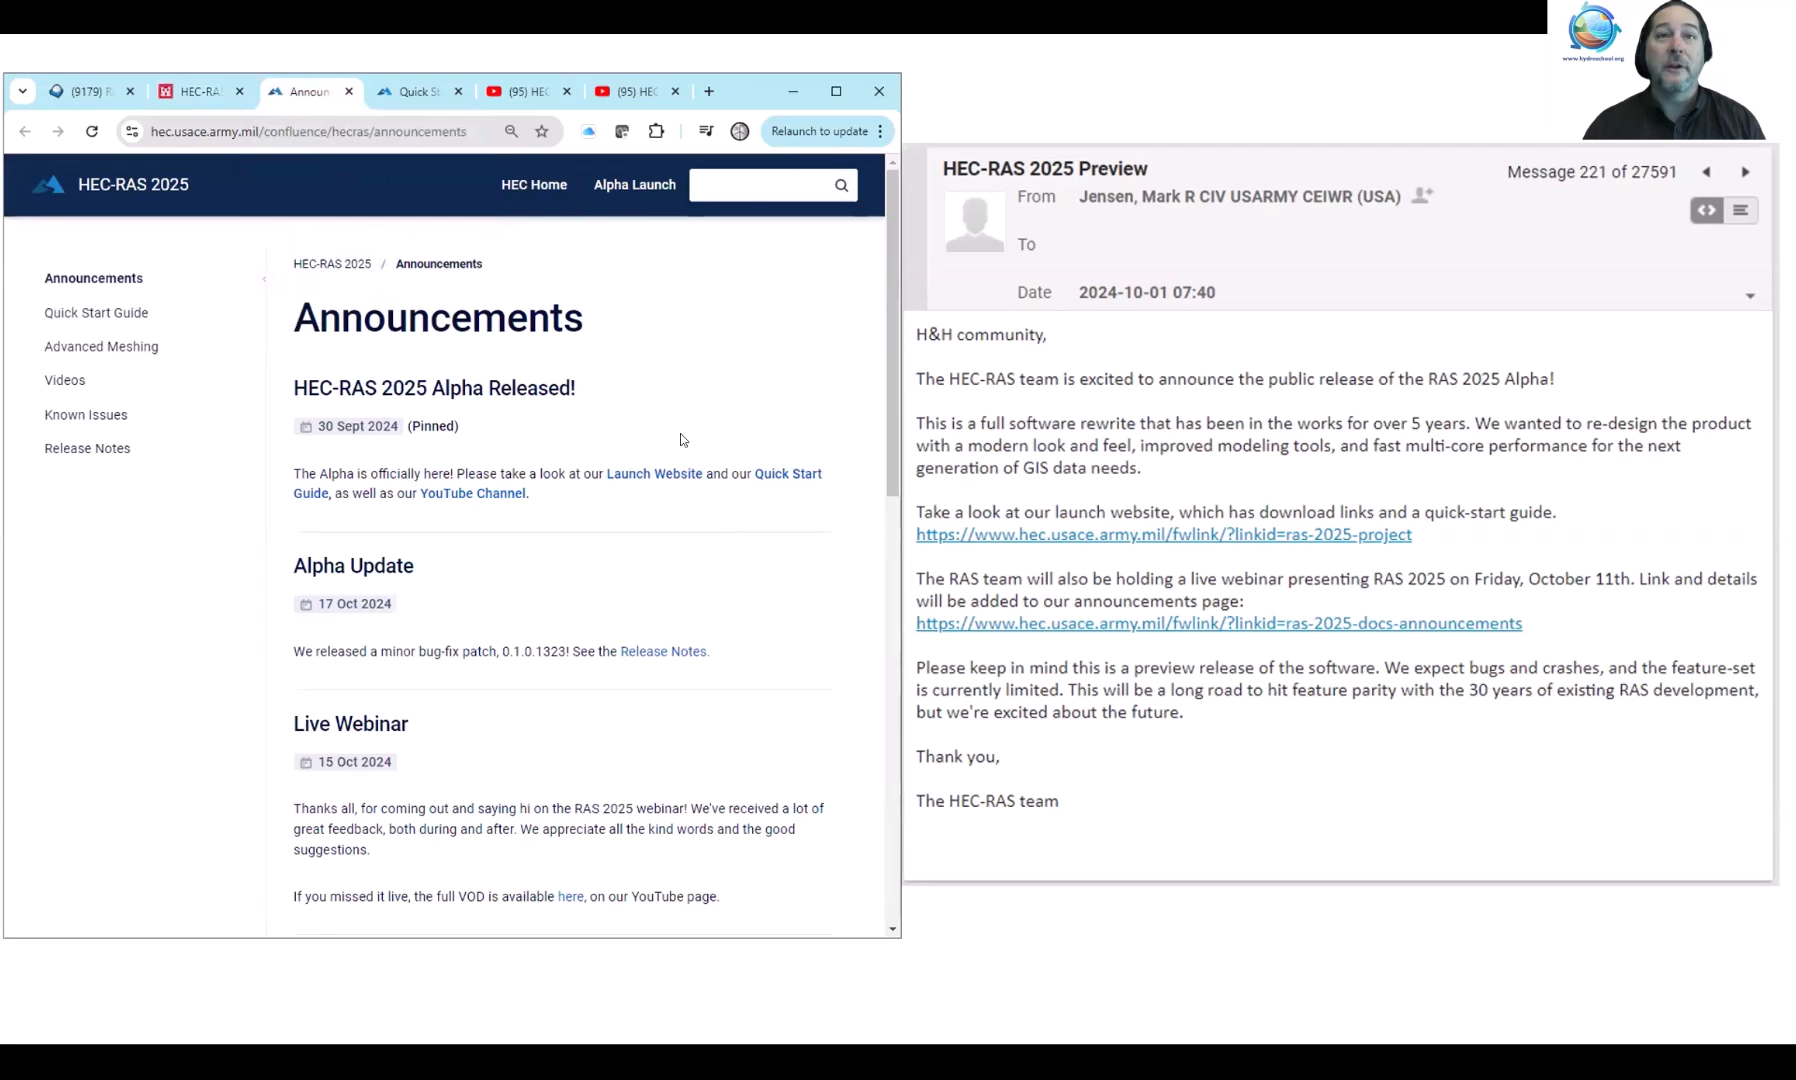 www.hydroschool.org
(9179) R
HEC-RA
Announ
Quick St
(95) HEC
(95) HEC
hec.usace.army.mil/confluence/hecras/announcements
Relaunch to update
HEC-RAS 2025
HEC Home
Alpha Launch
Announcements
Quick Start Guide
Advanced Meshing
Videos
Known Issues
Release Notes
HEC-RAS 2025 / Announcements
Announcements
HEC-RAS 2025 Alpha Released!
30 Sept 2024 (Pinned)
The Alpha is officially here! Please take a look at our Launch Website and our Quick Start
Guide, as well as our YouTube Channel.
Alpha Update
17 Oct 2024
We released a minor bug-fix patch, 0.1.0.1323! See the Release Notes.
Live Webinar
15 Oct 2024
Thanks all, for coming out and saying hi on the RAS 2025 webinar! We've received a lot of
great feedback, both during and after. We appreciate all the kind words and the good
suggestions.
If you missed it live, the full VOD is available here, on our YouTube page.
HEC-RAS 2025 Preview
Message 221 of 27591
From Jensen, Mark R CIV USARMY CEIWR (USA)
To
Date 2024-10-01 07:40
H&H community,
The HEC-RAS team is excited to announce the public release of the RAS 2025 Alpha!
This is a full software rewrite that has been in the works for over 5 years. We wanted to re-design the product
with a modern look and feel, improved modeling tools, and fast multi-core performance for the next
generation of GIS data needs.
Take a look at our launch website, which has download links and a quick-start guide.
https://www.hec.usace.army.mil/fwlink/?linkid=ras-2025-project
The RAS team will also be holding a live webinar presenting RAS 2025 on Friday, October 11th. Link and details
will be added to our announcements page:
https://www.hec.usace.army.mil/fwlink/?linkid=ras-2025-docs-announcements
Please keep in mind this is a preview release of the software. We expect bugs and crashes, and the feature-set
is currently limited. This will be a long road to hit feature parity with the 30 years of existing RAS development,
but we're excited about the future.
Thank you,
The HEC-RAS team